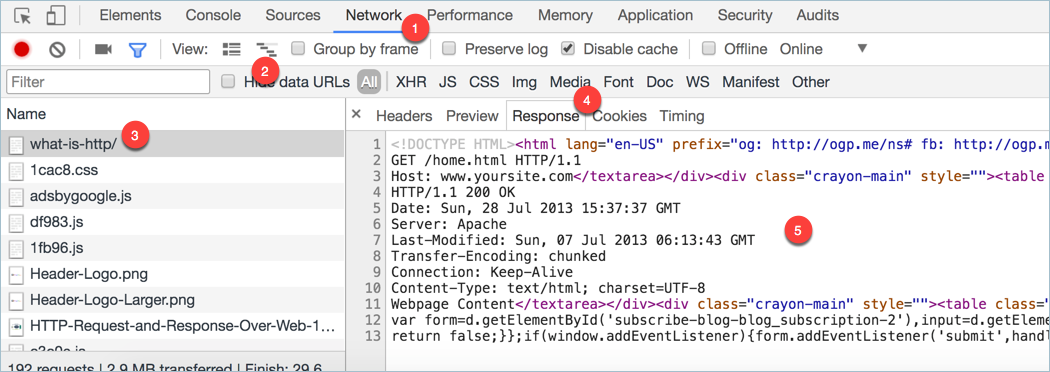 Elements Console Sources Network Performance Memory Application Security Audits
1
View: Group by frame Preserve log Disable cache Offline Online
2
Filter Hide data URLs All XHR JS CSS Img Media Font Doc WS Manifest Other
4
Name
Headers Preview Response Cookies Timing
what-is-http/
3
1cac8.css
adsbygoogle.js
df983.js
1fb96.js
Header-Logo.png
Header-Logo-Larger.png
HTTP-Request-and-Response-Over-Web-1...
192 requests | 2.9 MB transferred | Finish: 29.6
1 <!DOCTYPE HTML><html lang="en-US" prefix="og: http://ogp.me/ns# fb: http://ogp.m
2 GET /home.html HTTP/1.1
3 Host: www.yoursite.com</textarea></div><div class="crayon-main" style=""><table
4 HTTP/1.1 200 OK
5 Date: Sun, 28 Jul 2013 15:37:37 GMT
6 Server: Apache
5
7 Last-Modified: Sun, 07 Jul 2013 06:13:43 GMT
8 Transfer-Encoding: chunked
9 Connection: Keep-Alive
10 Content-Type: text/html; charset=UTF-8
11 Webpage Content</textarea></div><div class="crayon-main" style=""><table class="
12 var form=d.getElementById('subscribe-blog-blog_subscription-2'),input=d.getEleme
13 return false;}};if(window.addEventListener){form.addEventListener('submit',handl